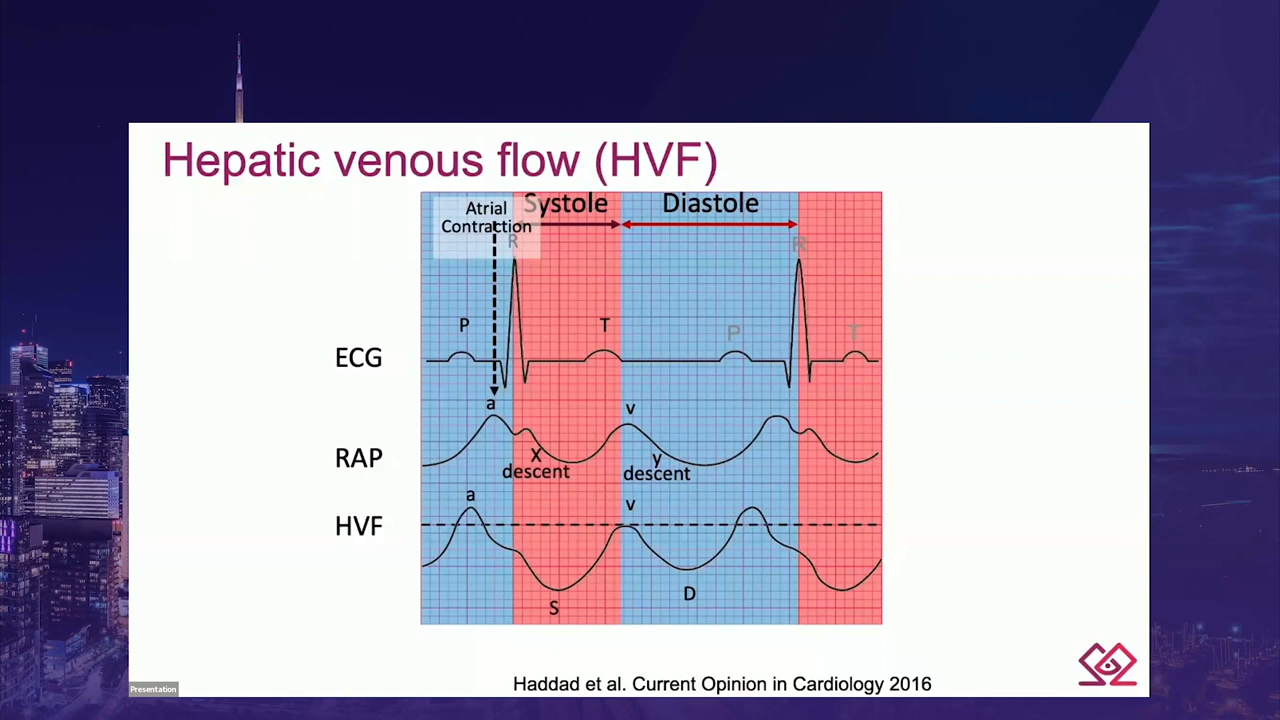 Hepatic venous flow (HVF)
Atrial
Contraction
Systole
Diastole
R
R
P
T
P
T
ECG
a
v
RAP
X
descent
y
descent
a
v
HVF
S
D
Haddad et al. Current Opinion in Cardiology 2016
Presentation